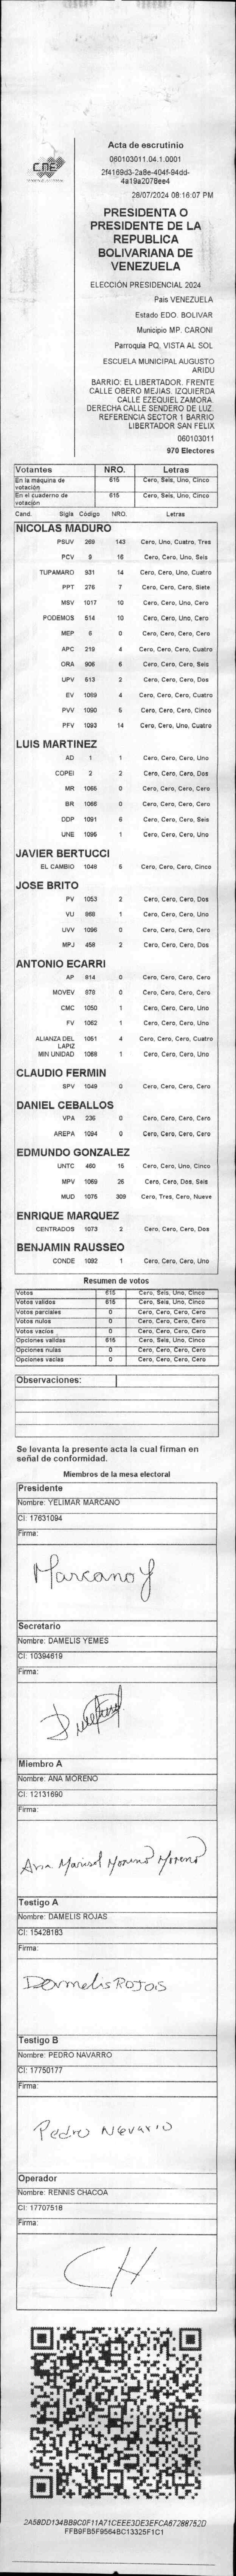 CNE
Acta de escrutinio
060103011.04.1.0001
2f4169d3-2a8e-404f-94dd-
4a19a2078ee4
28/07/2024 08:16:07 PM
PRESIDENTA O
PRESIDENTE DE LA
REPUBLICA
BOLIVARIANA DE
VENEZUELA
ELECCIÓN PRESIDENCIAL 2024
Pais VENEZUELA
Estado EDO. BOLIVAR
Municipio MP. CARONI
Parroquia PQ. VISTA AL SOL
ESCUELA MUNICIPAL AUGUSTO
ARIDU
BARRIO: EL LIBERTADOR. FRENTE
CALLE OBERO MEJIAS. IZQUIERDA
CALLE EZEQUIEL ZAMORA.
DERECHA CALLE SENDERO DE LUZ.
REFERENCIA SECTOR 1 BARRIO
LIBERTADOR SAN FELIX
060103011
970 Electores
Votantes NRO. Letras
En la máquina de votación 615 Cero, Seis, Uno, Cinco
En el cuaderno de votación 615 Cero, Seis, Uno, Cinco
Cand. Sigla Código NRO. Letras
NICOLAS MADURO
PSUV 269 143 Cero, Uno, Cuatro, Tres
PCV 9 16 Cero, Cero, Uno, Seis
TUPAMARO 931 14 Cero, Cero, Uno, Cuatro
PPT 276 7 Cero, Cero, Cero, Siete
MSV 1017 10 Cero, Cero, Uno, Cero
PODEMOS 514 10 Cero, Cero, Uno, Cero
MEP 6 0 Cero, Cero, Cero, Cero
APC 219 4 Cero, Cero, Cero, Cuatro
ORA 906 6 Cero, Cero, Cero, Seis
UPV 613 2 Cero, Cero, Cero, Dos
EV 1089 4 Cero, Cero, Cero, Cuatro
PVV 1090 5 Cero, Cero, Cero, Cinco
PFV 1093 14 Cero, Cero, Uno, Cuatro
LUIS MARTINEZ
AD 1 1 Cero, Cero, Cero, Uno
COPEI 2 2 Cero, Cero, Cero, Dos
MR 1065 0 Cero, Cero, Cero, Cero
BR 1066 0 Cero, Cero, Cero, Cero
DDP 1091 6 Cero, Cero, Cero, Seis
UNE 1095 1 Cero, Cero, Cero, Uno
JAVIER BERTUCCI
EL CAMBIO 1048 5 Cero, Cero, Cero, Cinco
JOSE BRITO
PV 1053 2 Cero, Cero, Cero, Dos
VU 968 1 Cero, Cero, Cero, Uno
UVV 1096 0 Cero, Cero, Cero, Cero
MPJ 458 2 Cero, Cero, Cero, Dos
ANTONIO ECARRI
AP 814 0 Cero, Cero, Cero, Cero
MOVEV 978 0 Cero, Cero, Cero, Cero
CMC 1050 1 Cero, Cero, Cero, Uno
FV 1062 1 Cero, Cero, Cero, Uno
ALIANZA DEL LAPIZ 1051 4 Cero, Cero, Cero, Cuatro
MIN UNIDAD 1088 1 Cero, Cero, Cero, Uno
CLAUDIO FERMIN
SPV 1049 0 Cero, Cero, Cero, Cero
DANIEL CEBALLOS
VPA 236 0 Cero, Cero, Cero, Cero
AREPA 1094 0 Cero, Cero, Cero, Cero
EDMUNDO GONZALEZ
UNTC 460 15 Cero, Cero, Uno, Cinco
MPV 1069 26 Cero, Cero, Dos, Seis
MUD 1075 309 Cero, Tres, Cero, Nueve
ENRIQUE MARQUEZ
CENTRADOS 1073 2 Cero, Cero, Cero, Dos
BENJAMIN RAUSSEO
CONDE 1092 1 Cero, Cero, Cero, Uno
Resumen de votos
Votos 615 Cero, Seis, Uno, Cinco
Votos validos 615 Cero, Seis, Uno, Cinco
Votos parciales 0 Cero, Cero, Cero, Cero
Votos nulos 0 Cero, Cero, Cero, Cero
Votos vacios 0 Cero, Cero, Cero, Cero
Opciones validas 615 Cero, Seis, Uno, Cinco
Opciones nulas 0 Cero, Cero, Cero, Cero
Opciones vacias 0 Cero, Cero, Cero, Cero
Observaciones:
Se levanta la presente acta la cual firman en
señal de conformidad.
Miembros de la mesa electoral
Presidente
Nombre: YELIMAR MARCANO
CI: 17631094
Firma:
Marcano Y
Secretario
Nombre: DAMELIS YEMES
CI: 10394619
Firma:
Miembro A
Nombre: ANA MORENO
CI: 12131690
Firma:
Ana Marisol Moreno Moreno
Testigo A
Nombre: DAMELIS ROJAS
CI: 15428183
Firma:
Dormelis Rojas
Testigo B
Nombre: PEDRO NAVARRO
CI: 17750177
Firma:
Pedro Navarro
Operador
Nombre: RENNIS CHACOA
CI: 17707518
Firma:
CH
2A58DD134BB9C0F11A71CEEE3DE3EFCA67288752D
FFB9FB5F9564BC13325F1C1